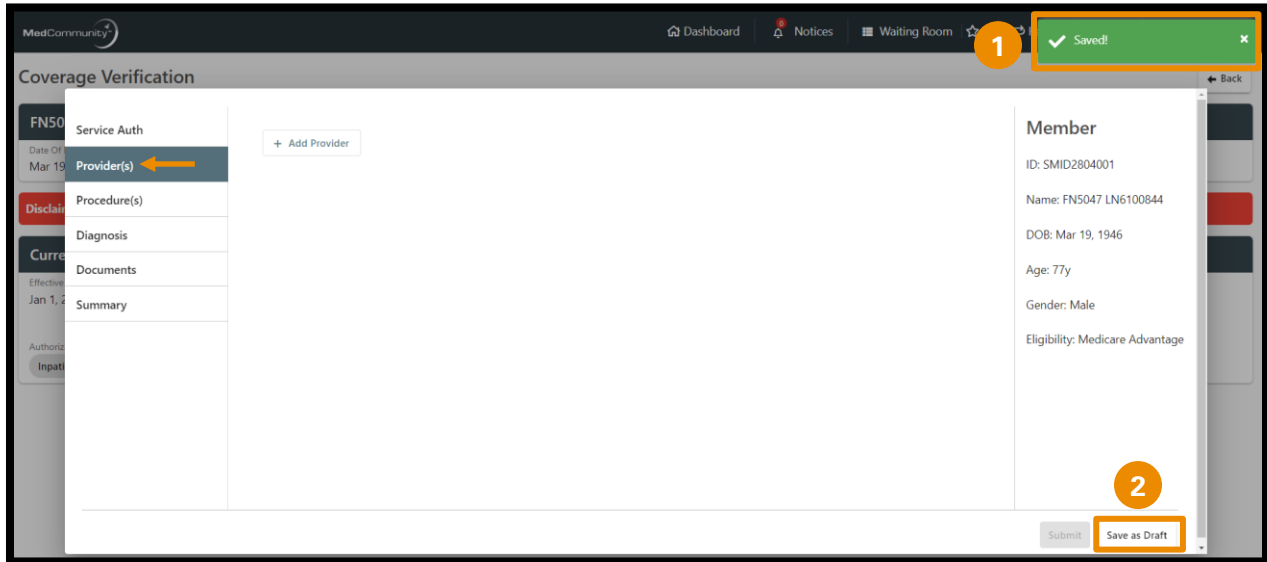 MedCommunity
Dashboard
Notices
Waiting Room
1
Saved!
×
Coverage Verification
Back
FN50
Date Of
Mar 19
Disclai
Curre
Effective
Jan 1, 2
Authoriz
Inpati
Service Auth
Provider(s)
Procedure(s)
Diagnosis
Documents
Summary
+ Add Provider
Member
ID: SMID2804001
Name: FN5047 LN6100844
DOB: Mar 19, 1946
Age: 77y
Gender: Male
Eligibility: Medicare Advantage
2
Submit
Save as Draft